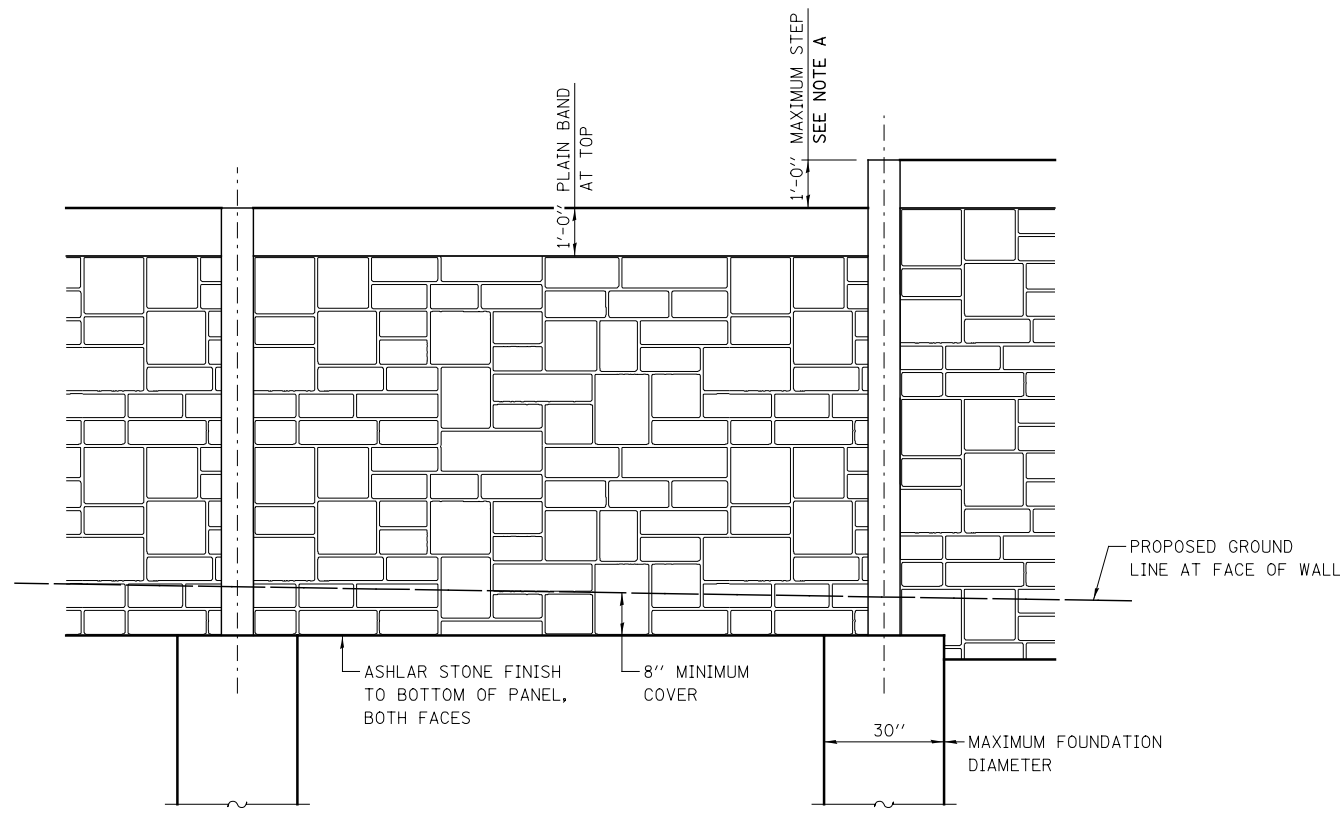 1'-0" MAXIMUM STEP
SEE NOTE A
1'-0" PLAIN BAND
AT TOP
PROPOSED GROUND
LINE AT FACE OF WALL
ASHLAR STONE FINISH
TO BOTTOM OF PANEL,
BOTH FACES
8" MINIMUM
COVER
30"
MAXIMUM FOUNDATION
DIAMETER